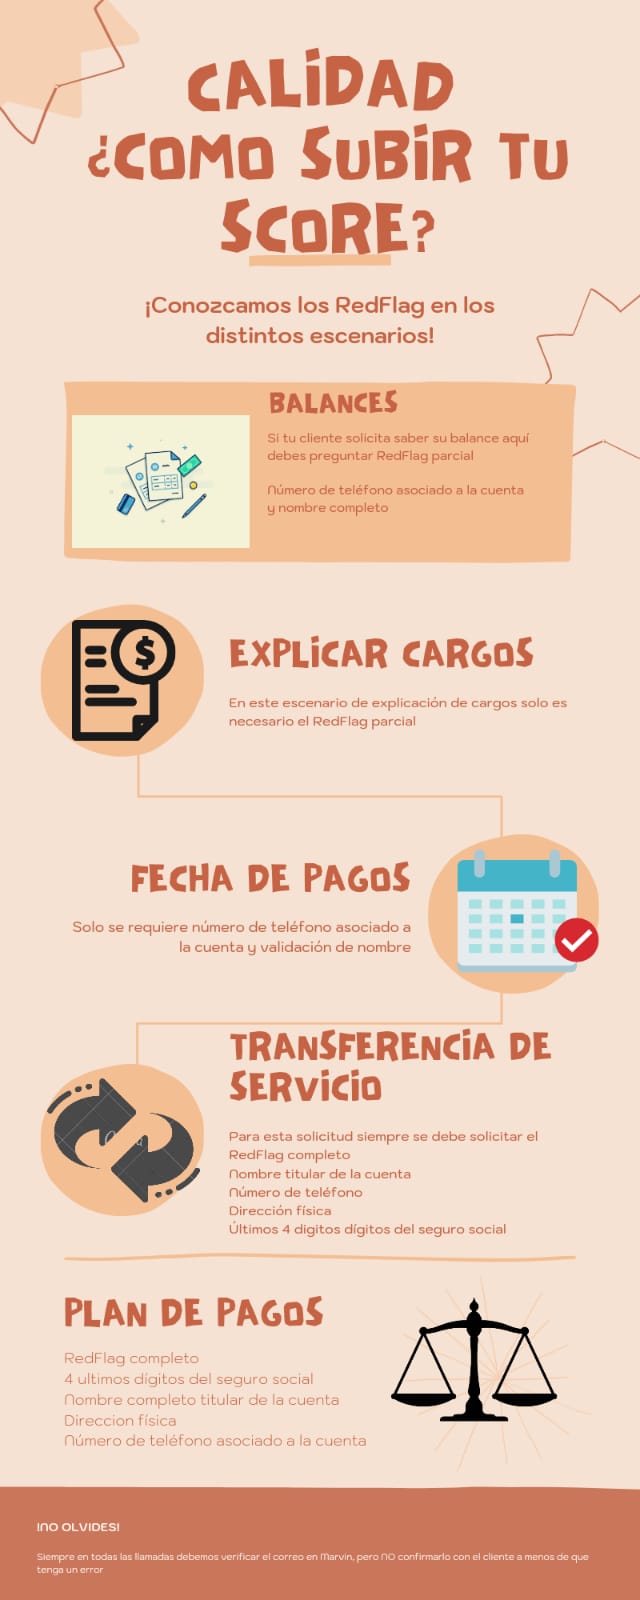 CALIDAD
¿COMO SUBIR TU
SCORE?
¡Conozcamos los RedFlag en los
distintos escenarios!
BALANCES
Si tu cliente solicita saber su balance aquí
debes preguntar RedFlag parcial
Número de teléfono asociado a la cuenta
y nombre completo
$
EXPLICAR CARGOS
En este escenario de explicación de cargos solo es
necesario el RedFlag parcial
FECHA DE PAGOS
Solo se requiere número de teléfono asociado a
la cuenta y validación de nombre
TRANSFERENCIA DE
SERVICIO
Para esta solicitud siempre se debe solicitar el
RedFlag completo
Nombre titular de la cuenta
Número de teléfono
Dirección física
Últimos 4 digitos dígitos del seguro social
PLAN DE PAGOS
RedFlag completo
4 ultimos dígitos del seguro social
Nombre completo titular de la cuenta
Direccion física
Número de teléfono asociado a la cuenta
!NO OLVIDES!
Siempre en todas las llamadas debemos verificar el correo en Marvin, pero NO confirmarlo con el cliente a menos de que
tenga un error